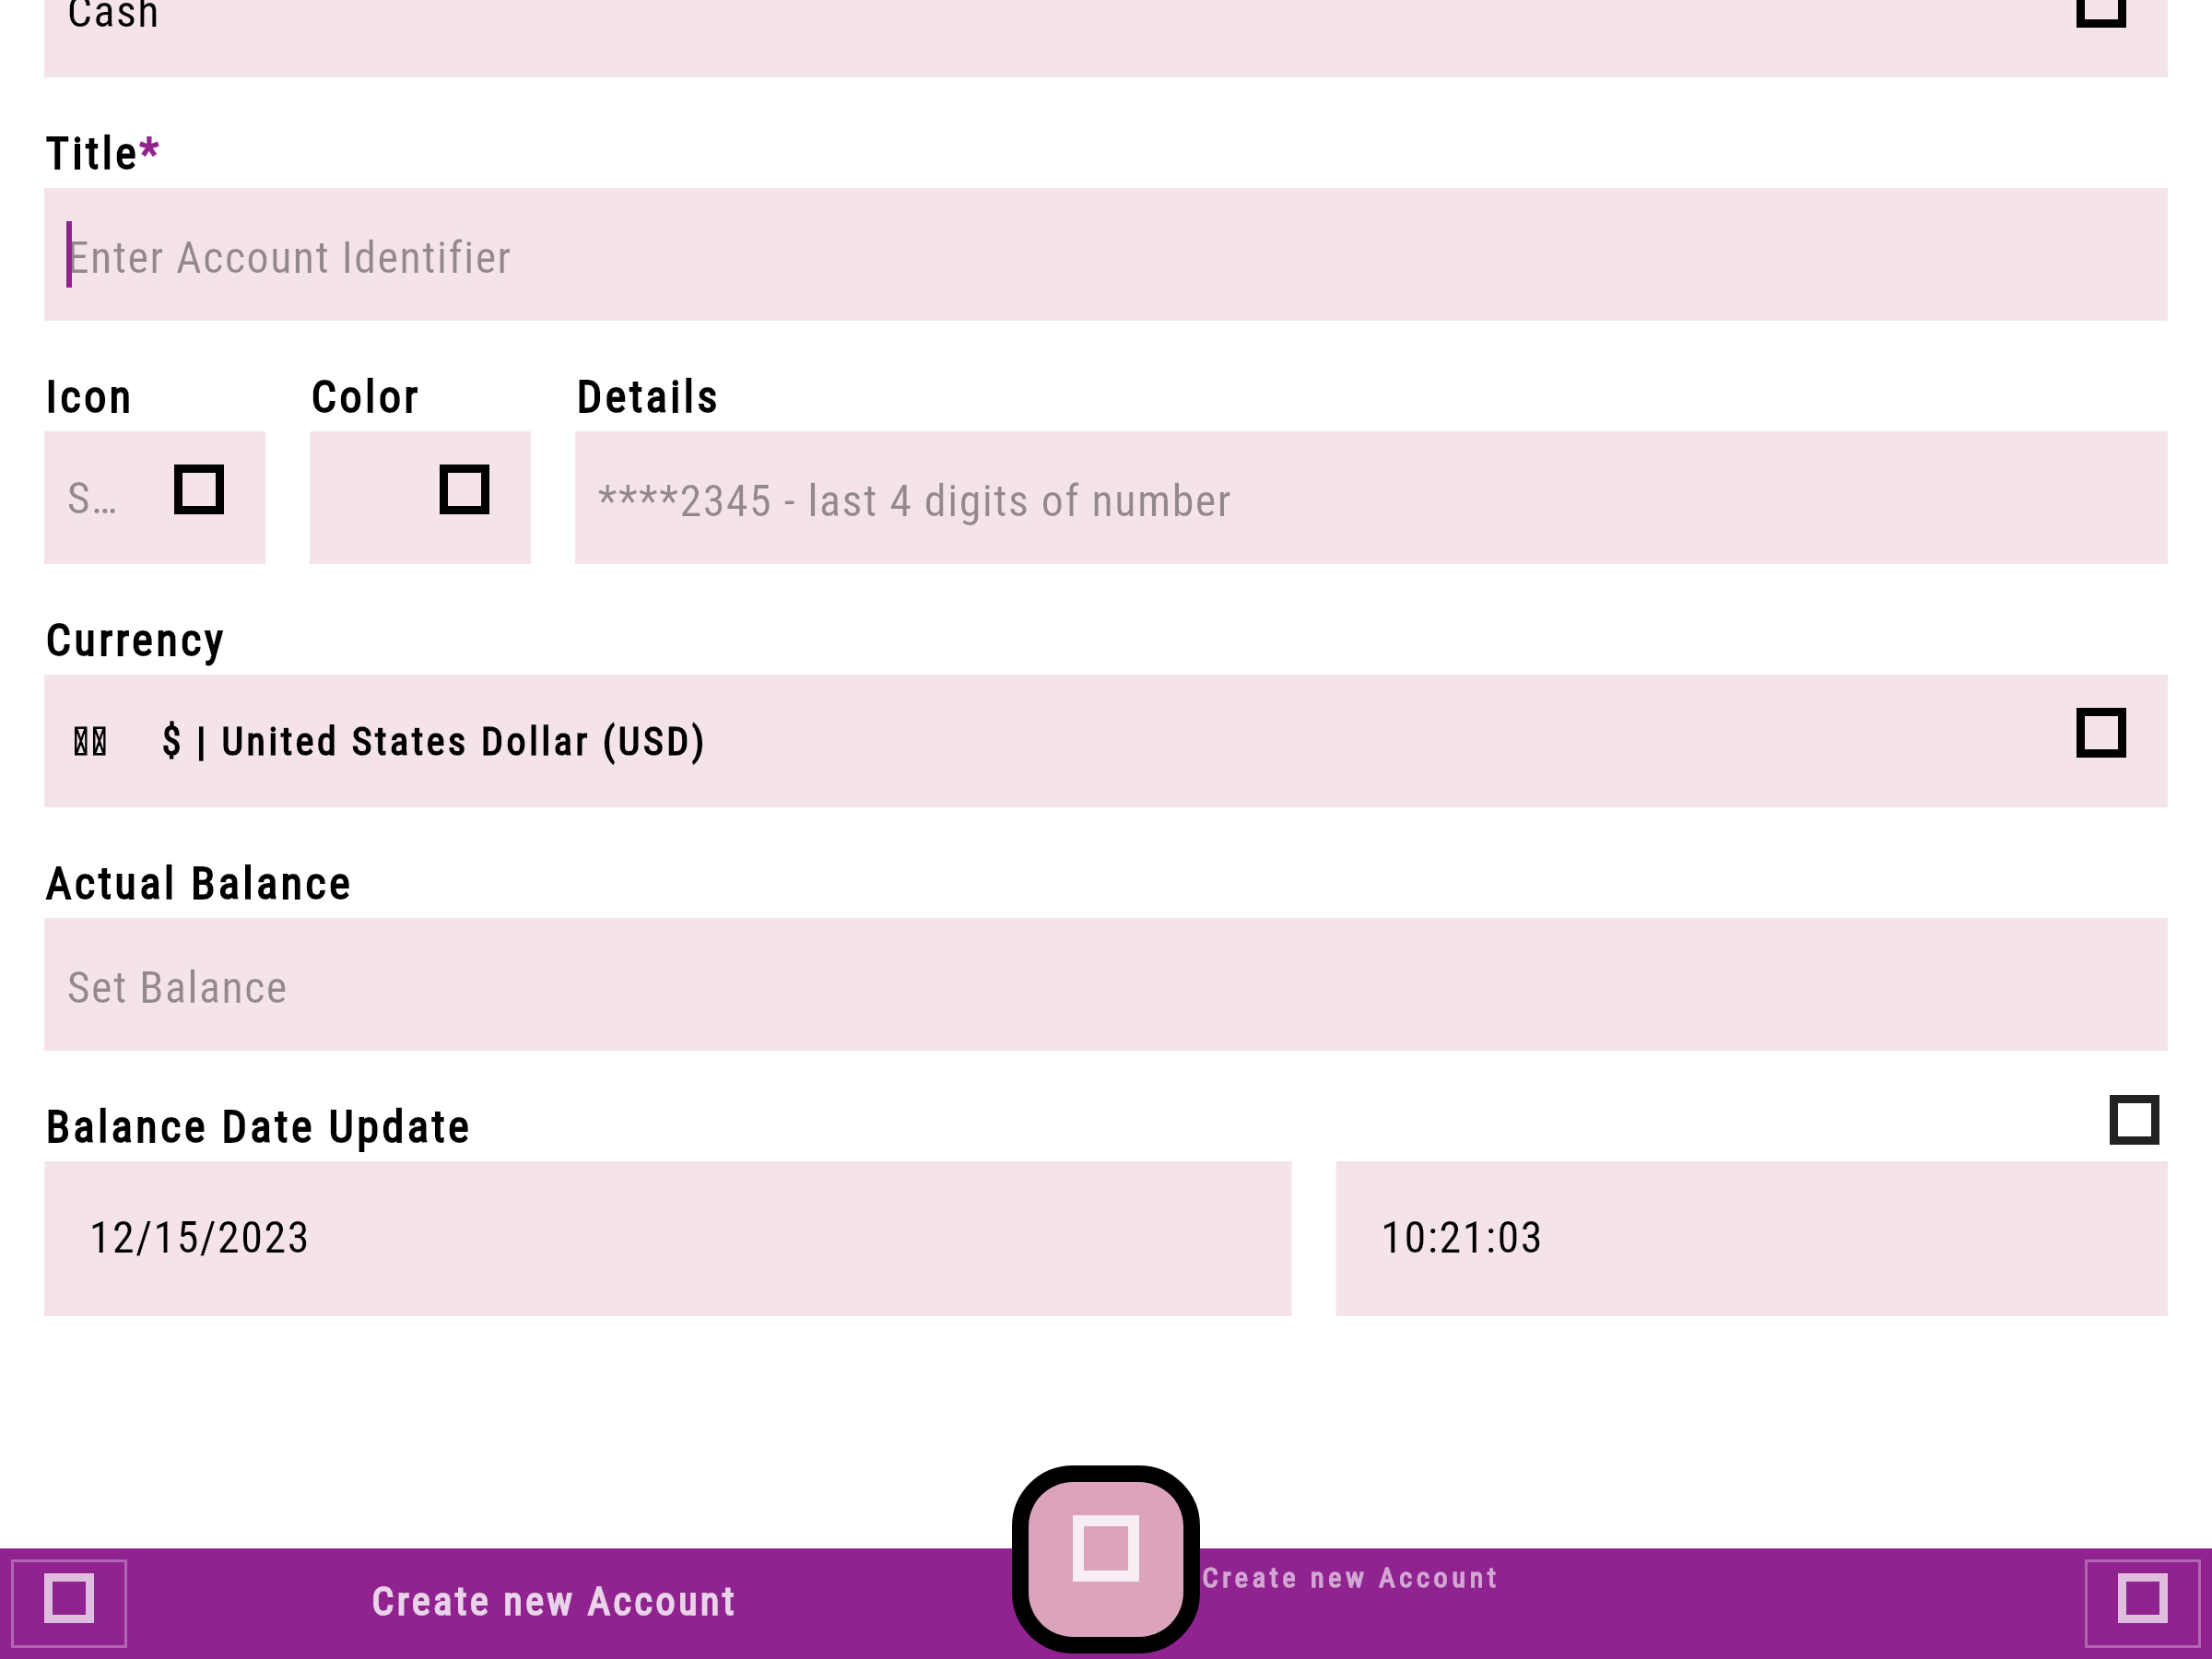 Cash
Title*
Enter Account Identifier
Icon Color Details
S… ****2345 - last 4 digits of number
Currency
$ | United States Dollar (USD)
Actual Balance
Set Balance
Balance Date Update
12/15/2023 10:21:03
Create new Account Create new Account